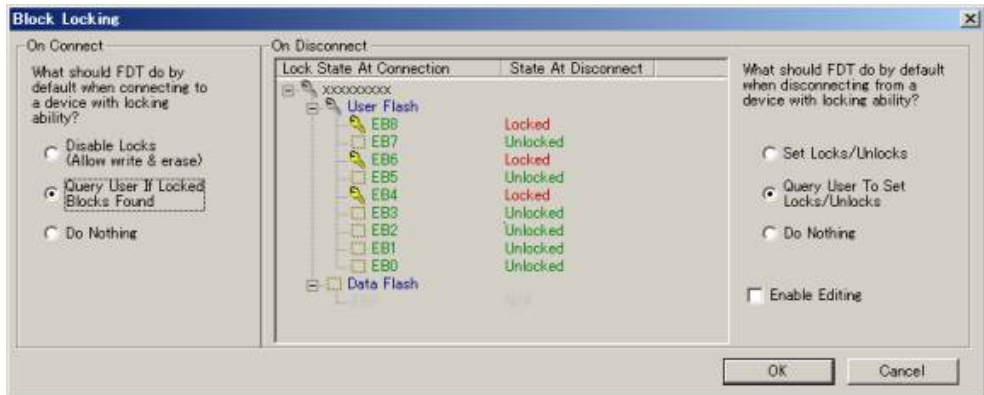 Block Locking
On Connect
What should FDT do by
default when connecting to
a device with locking
ability?
Disable Locks
(Allow write & erase)
Query User If Locked
Blocks Found
Do Nothing
On Disconnect
Lock State At Connection State At Disconnect
xxxxxxxxx
User Flash
EB8 Locked
EB7 Unlocked
EB6 Locked
EB5 Unlocked
EB4 Locked
EB3 Unlocked
EB2 Unlocked
EB1 Unlocked
EB0 Unlocked
Data Flash
What should FDT do by default
when disconnecting from a
device with locking ability?
Set Locks/Unlocks
Query User To Set
Locks/Unlocks
Do Nothing
Enable Editing
OK Cancel